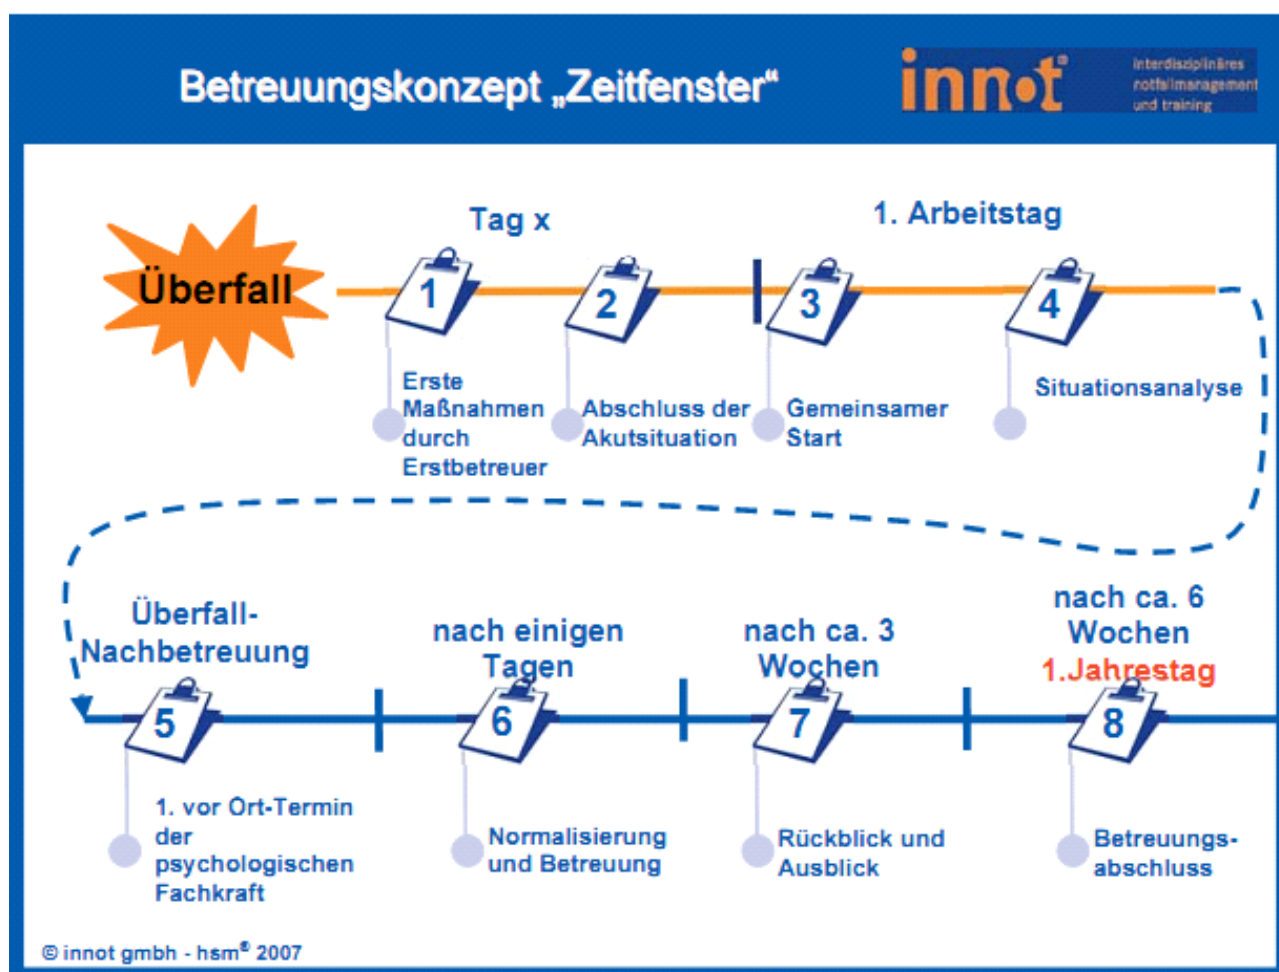 Betreuungskonzept „Zeitfenster“
innot®
interdisziplinäres
notfallmanagement
und training
Tag x
1. Arbeitstag
Überfall
1
2
3
4
Erste
Maßnahmen
durch
Erstbetreuer
Abschluss der
Akutsituation
Gemeinsamer
Start
Situationsanalyse
Überfall-
Nachbetreuung
nach einigen
Tagen
nach ca. 3
Wochen
nach ca. 6
Wochen
1.Jahrestag
5
6
7
8
1. vor Ort-Termin
der
psychologischen
Fachkraft
Normalisierung
und Betreuung
Rückblick und
Ausblick
Betreuungs-
abschluss
© innot gmbh - hsm® 2007